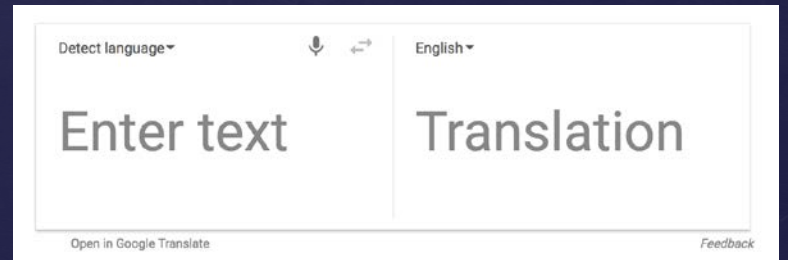 Detect language English
Enter text Translation
Open in Google Translate Feedback